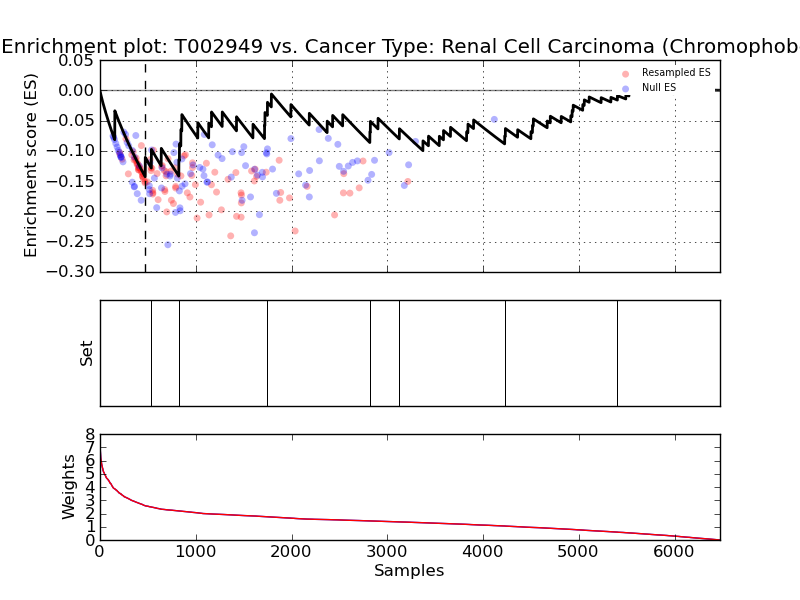 Enrichment plot: T002949 vs. Cancer Type: Renal Cell Carcinoma (Chromophob
0.05
0.00
−0.05
−0.10
−0.15
−0.20
−0.25
−0.30
Enrichment score (ES)
Resampled ES
Null ES
Set
8
7
6
5
4
3
2
1
0
Weights
0 1000 2000 3000 4000 5000 6000
Samples